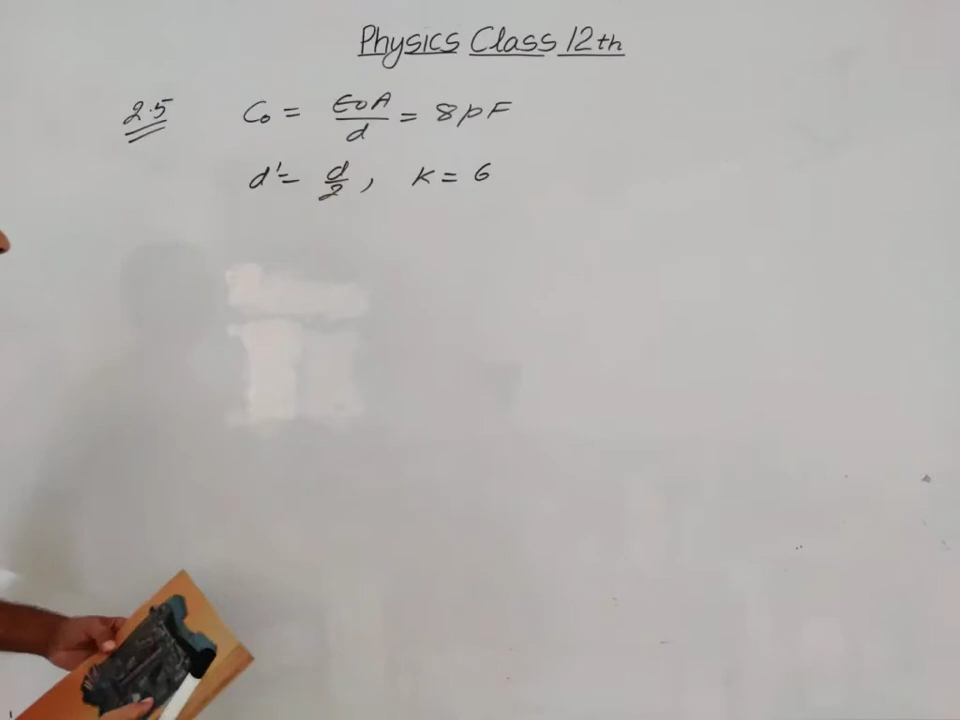 Physics Class 12th
2.5 C₀ = ε₀A/d = 8pF
d' = d/2, K = 6